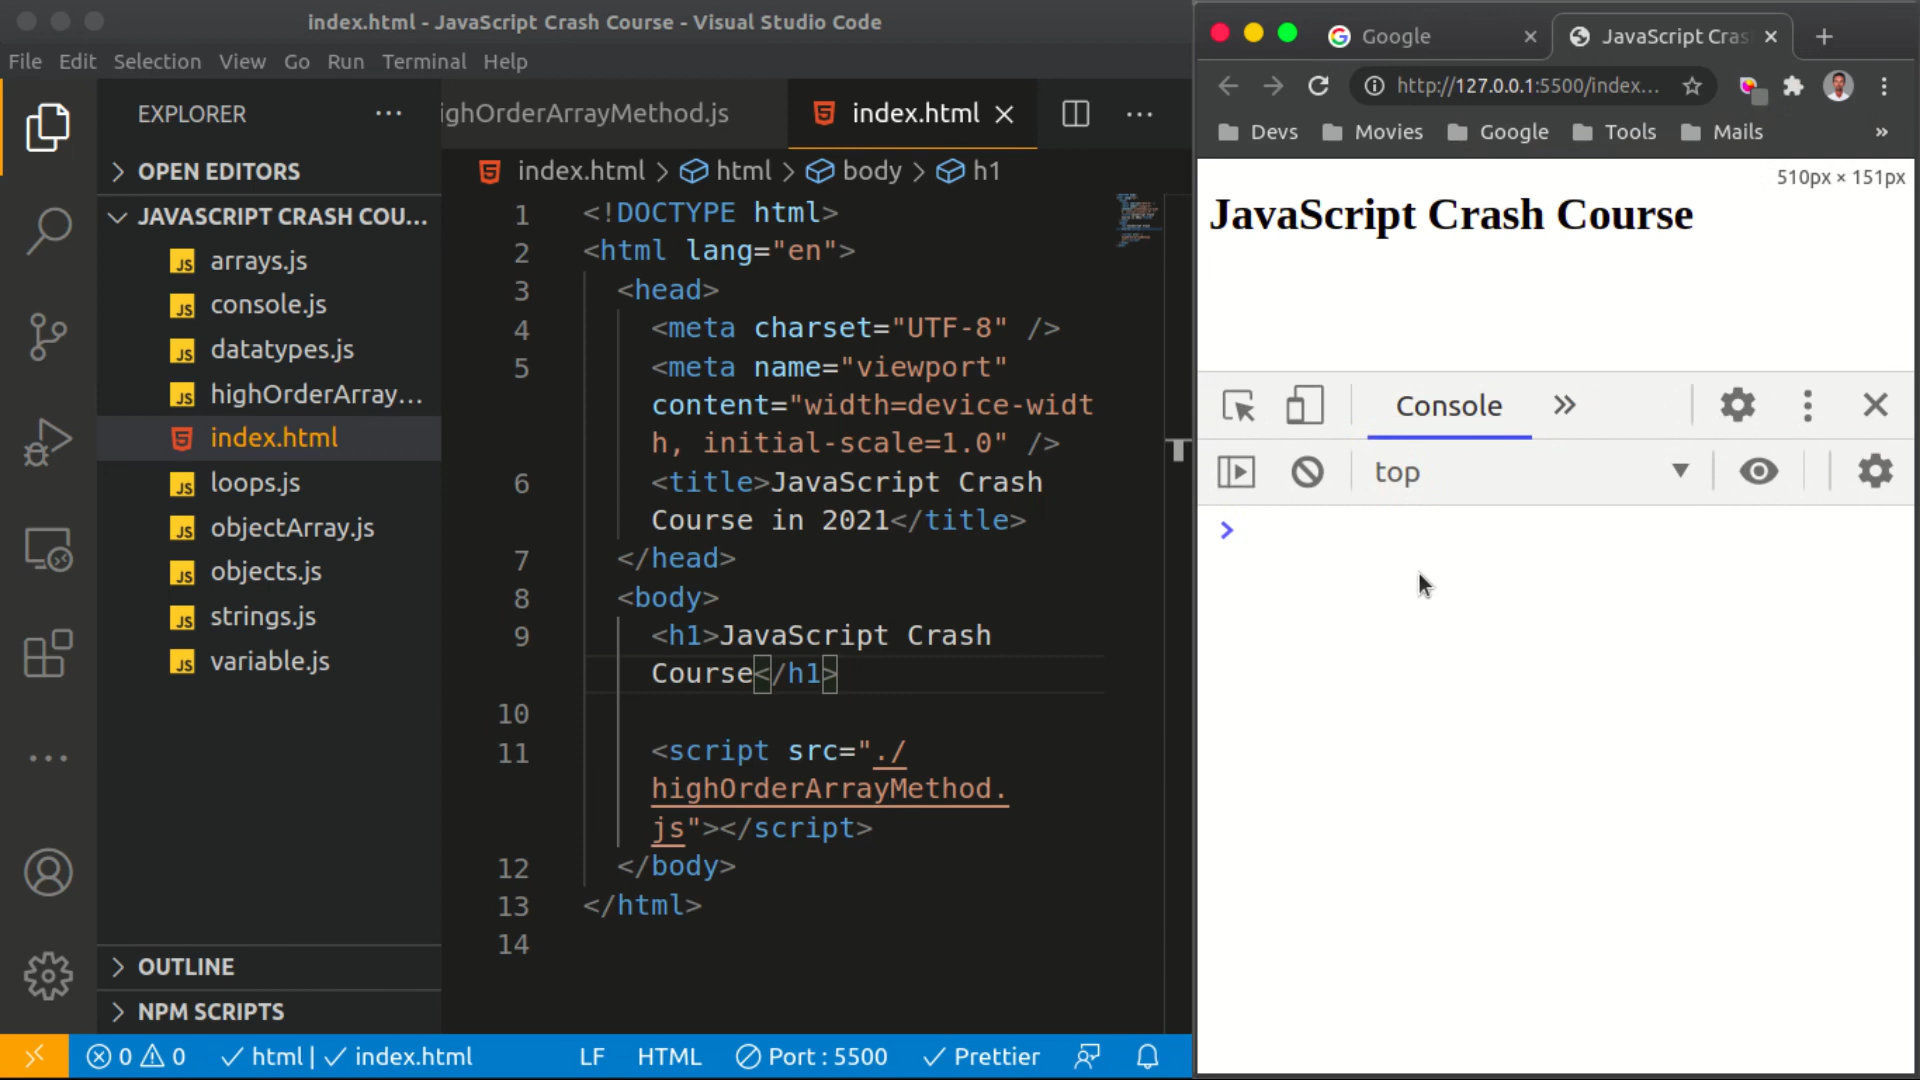 index.html - JavaScript Crash Course - Visual Studio Code
File Edit Selection View Go Run Terminal Help
EXPLORER
OPEN EDITORS
JAVASCRIPT CRASH COU...
arrays.js
console.js
datatypes.js
highOrderArray...
index.html
loops.js
objectArray.js
objects.js
strings.js
variable.js
OUTLINE
NPM SCRIPTS
ighOrderArrayMethod.js
index.html
index.html > html > body > h1
1 <!DOCTYPE html>
2 <html lang="en">
3 <head>
4 <meta charset="UTF-8" />
5 <meta name="viewport"
content="width=device-widt
h, initial-scale=1.0" />
6 <title>JavaScript Crash
Course in 2021</title>
7 </head>
8 <body>
9 <h1>JavaScript Crash
Course</h1>
10
11 <script src="./
highOrderArrayMethod.
js"></script>
12 </body>
13 </html>
14
0 0 html | index.html LF HTML Port : 5500 Prettier
Google
JavaScript Cras
http://127.0.0.1:5500/index...
Devs Movies Google Tools Mails »
510px × 151px
JavaScript Crash Course
Console
top